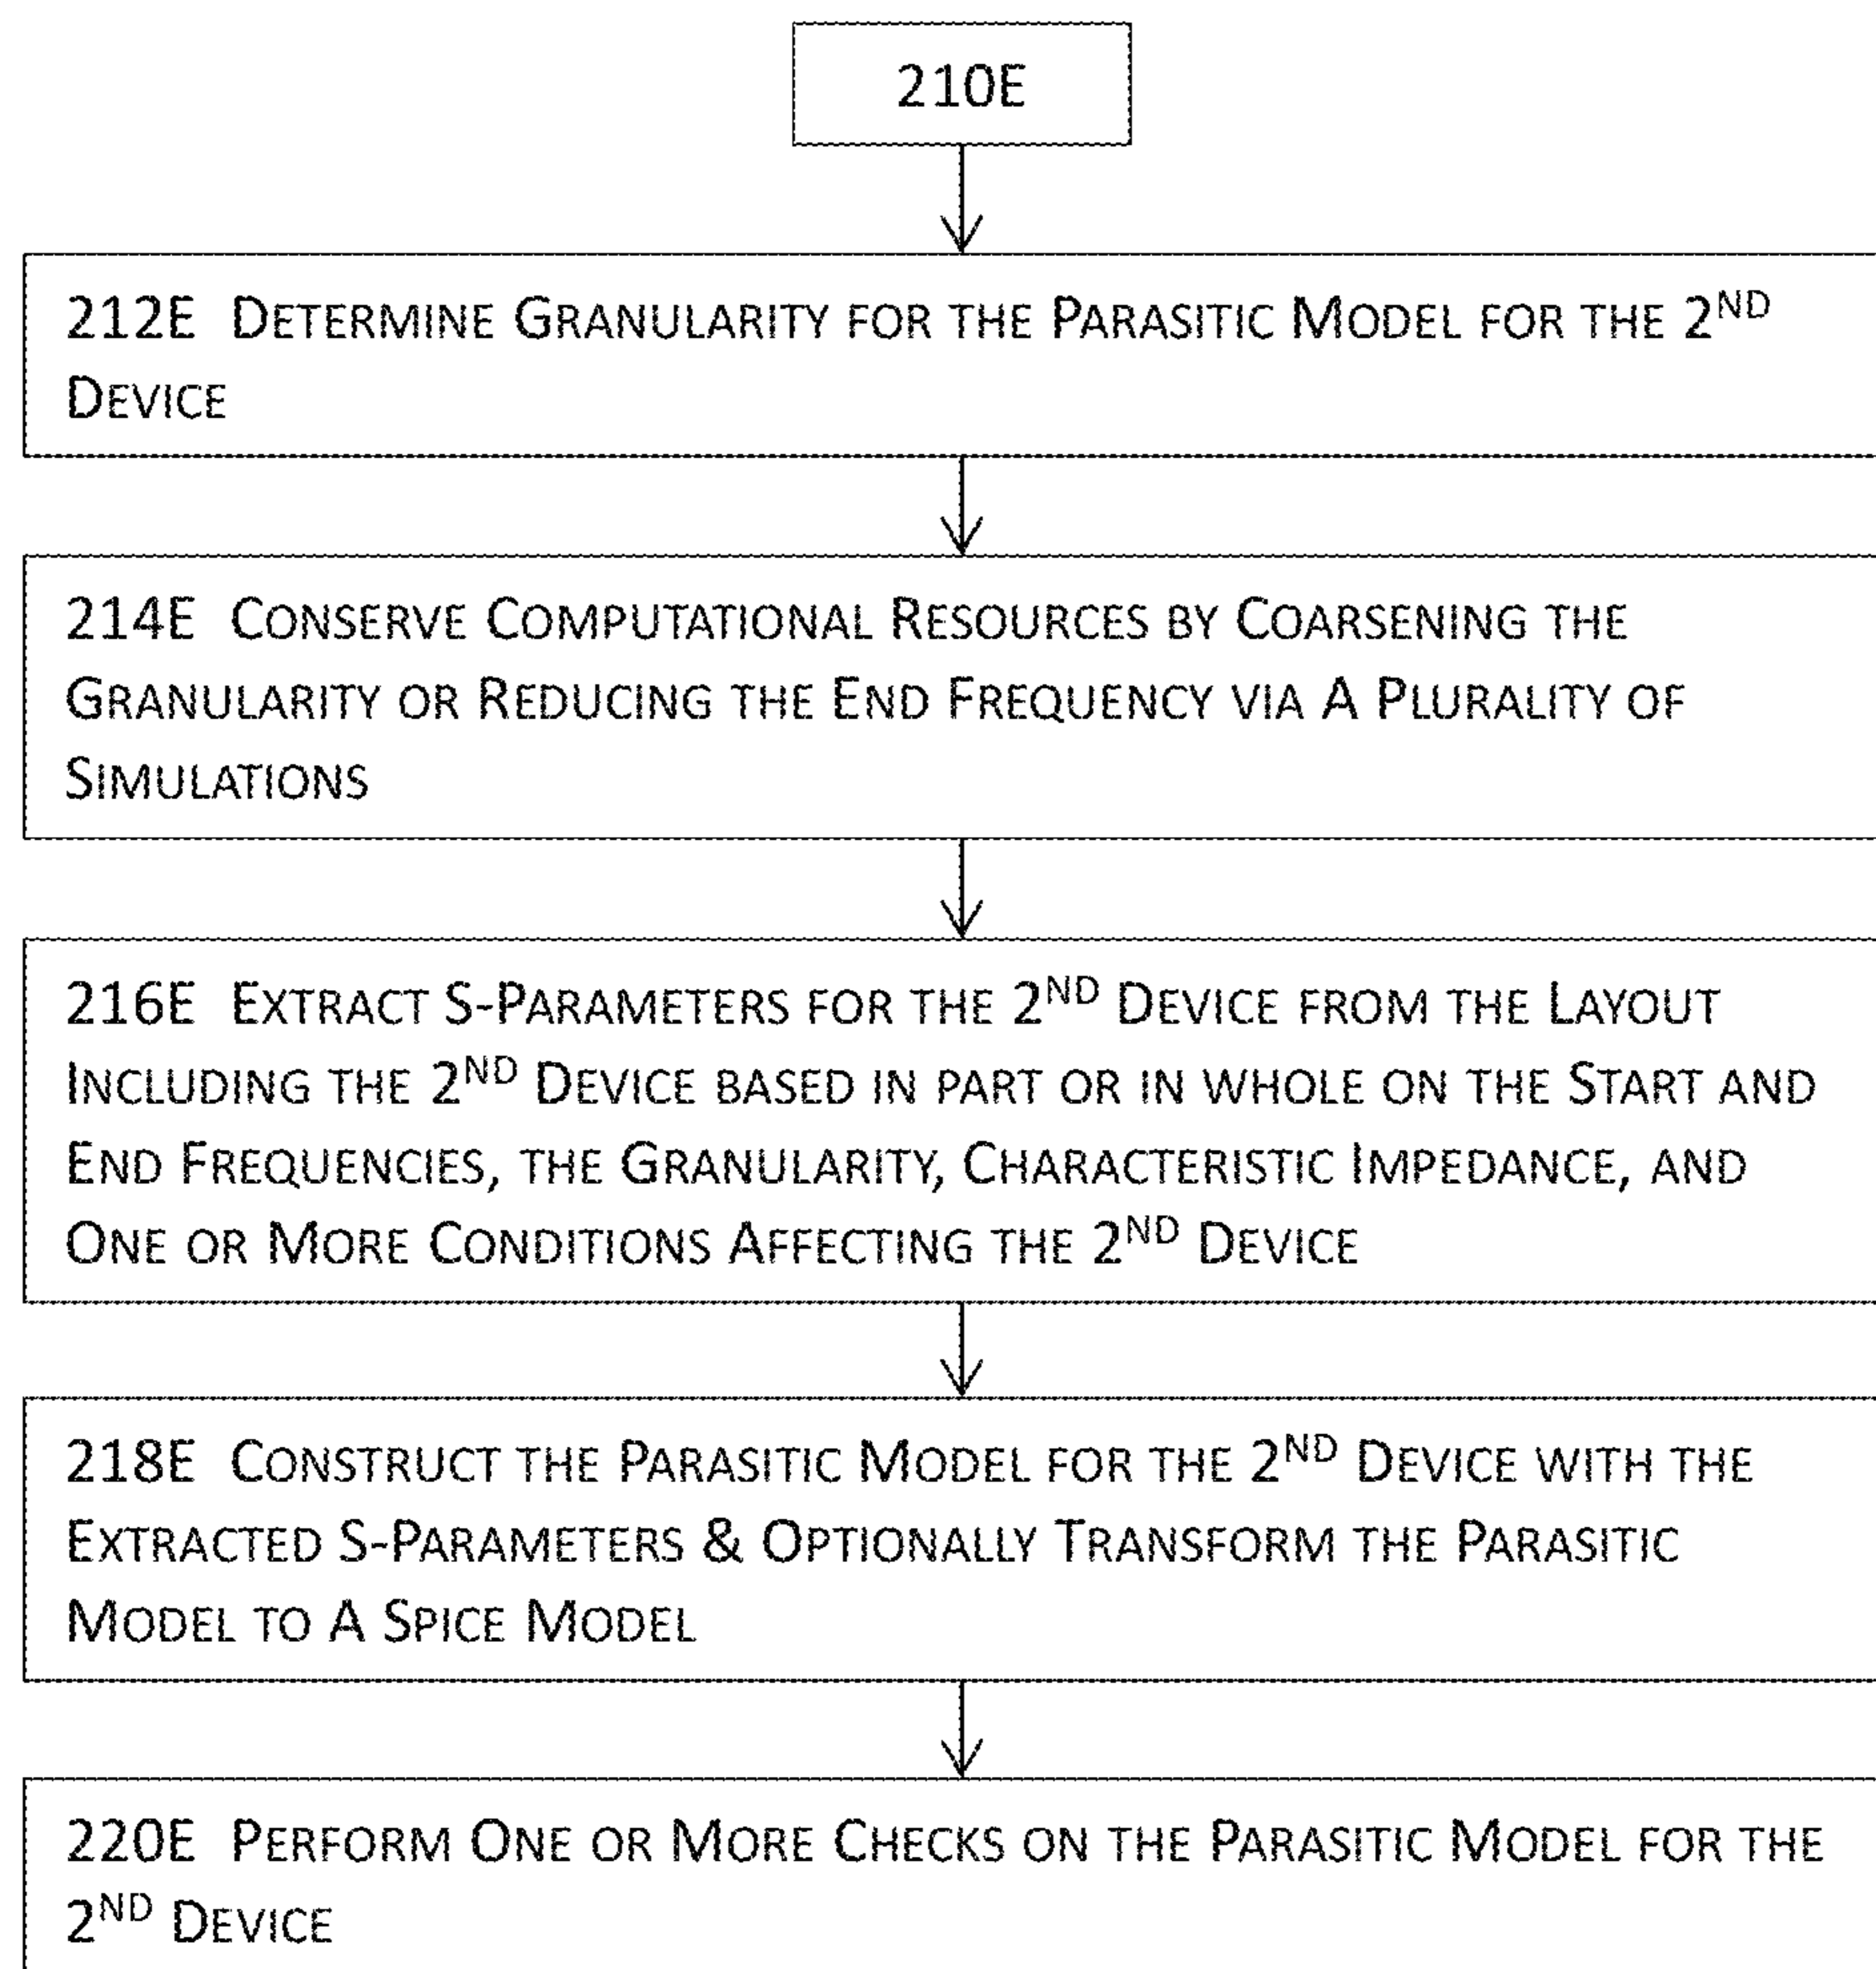 210E
212E DETERMINE GRANULARITY FOR THE PARASITIC MODEL FOR THE 2ND
DEVICE
214E CONSERVE COMPUTATIONAL RESOURCES BY COARSENING THE
GRANULARITY OR REDUCING THE END FREQUENCY VIA A PLURALITY OF
SIMULATIONS
216E EXTRACT S-PARAMETERS FOR THE 2ND DEVICE FROM THE LAYOUT
INCLUDING THE 2ND DEVICE BASED IN PART OR IN WHOLE ON THE START AND
END FREQUENCIES, THE GRANULARITY, CHARACTERISTIC IMPEDANCE, AND
ONE OR MORE CONDITIONS AFFECTING THE 2ND DEVICE
218E CONSTRUCT THE PARASITIC MODEL FOR THE 2ND DEVICE WITH THE
EXTRACTED S-PARAMETERS & OPTIONALLY TRANSFORM THE PARASITIC
MODEL TO A SPICE MODEL
220E PERFORM ONE OR MORE CHECKS ON THE PARASITIC MODEL FOR THE
2ND DEVICE